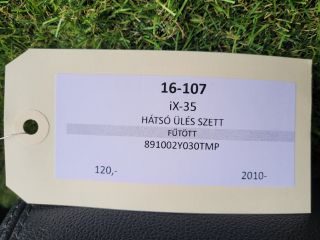 16-107
iX-35
HÁTSÓ ÜLÉS SZETT
FŰTÖTT
891002Y030TMP
120,- 2010-